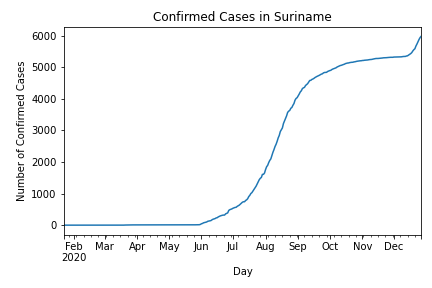 Confirmed Cases in Suriname
Number of Confirmed Cases
6000
5000
4000
3000
2000
1000
0
Feb Mar Apr May Jun Jul Aug Sep Oct Nov Dec
2020
Day